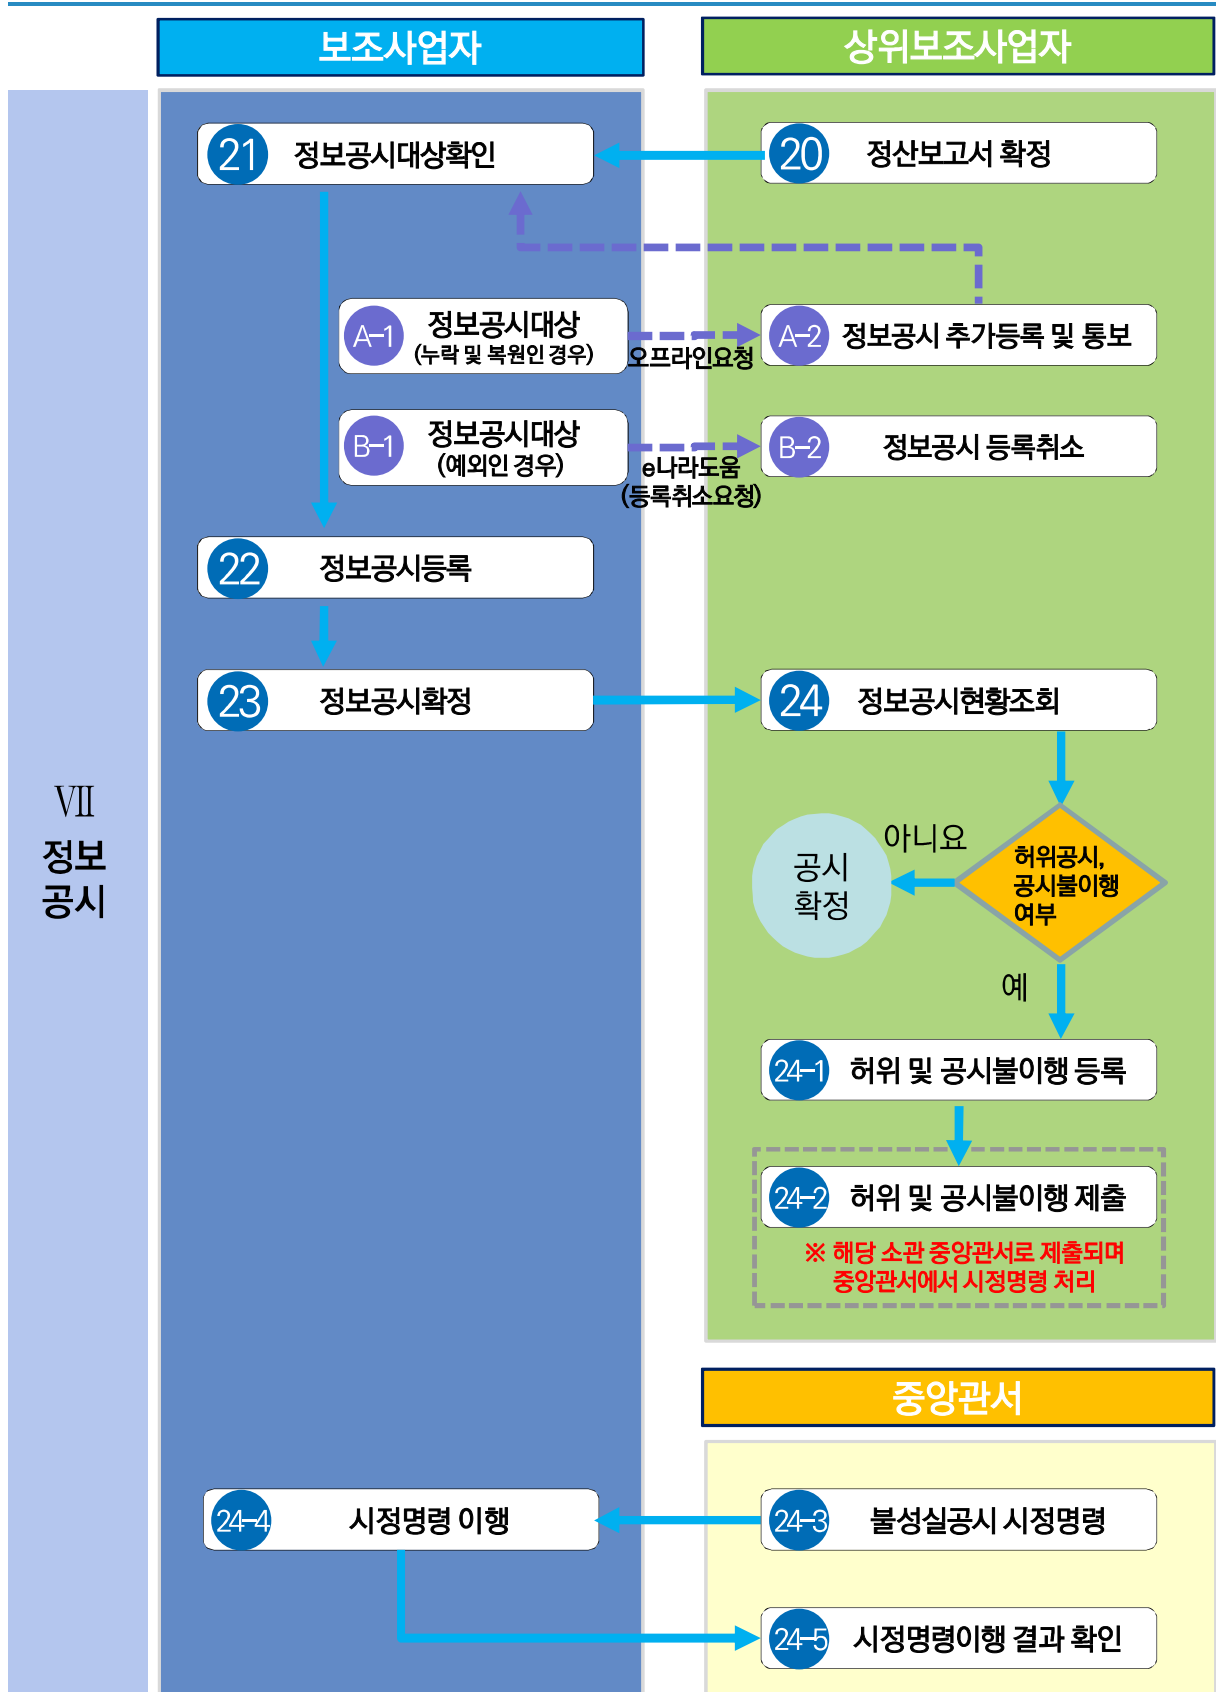 보조사업자
상위보조사업자
21 정보공시대상확인
20 정산보고서 확정
A-1 정보공시대상
(누락 및 복원인 경우)
오프라인요청
A-2 정보공시 추가등록 및 통보
B-1 정보공시대상
(예외인 경우)
e나라도움
(등록취소요청)
B-2 정보공시 등록취소
22 정보공시등록
23 정보공시확정
24 정보공시현황조회
Ⅶ
정보
공시
아니요
공시
확정
허위공시,
공시불이행
여부
예
24-1 허위 및 공시불이행 등록
24-2 허위 및 공시불이행 제출
※ 해당 소관 중앙관서로 제출되며
중앙관서에서 시정명령 처리
중앙관서
24-4 시정명령 이행
24-3 불성실공시 시정명령
24-5 시정명령이행 결과 확인